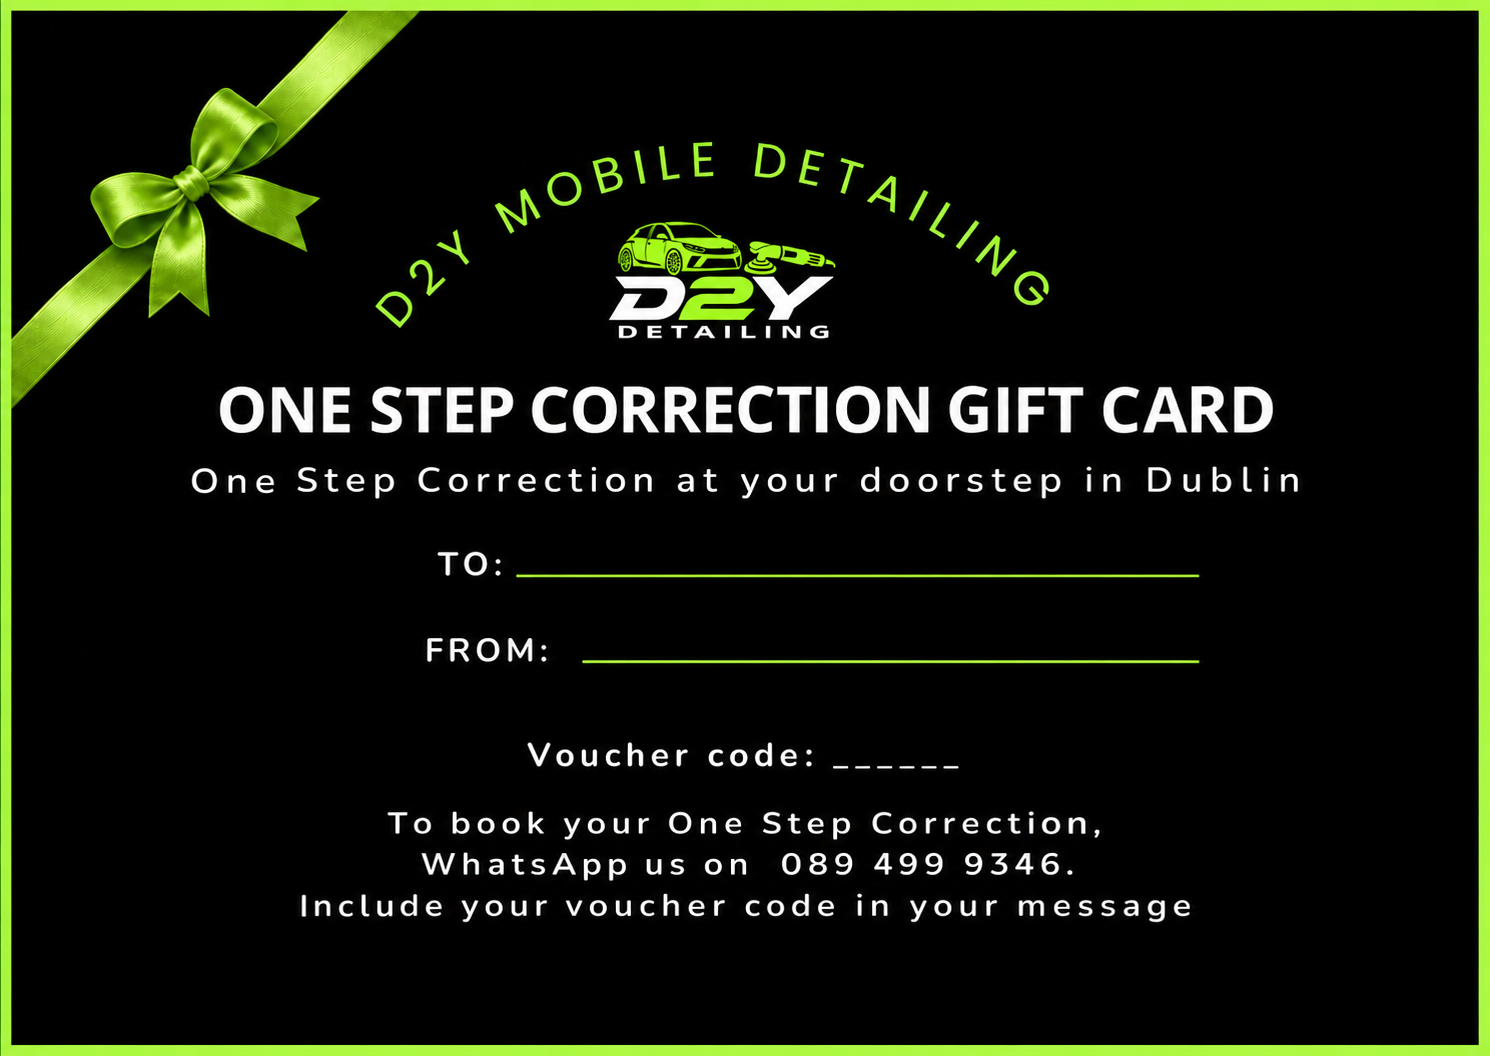 D2Y MOBILE DETAILING
D2Y
DETAILING
ONE STEP CORRECTION GIFT CARD
One Step Correction at your doorstep in Dublin
TO:
FROM:
Voucher code: ______
To book your One Step Correction,
WhatsApp us on 089 499 9346.
Include your voucher code in your message